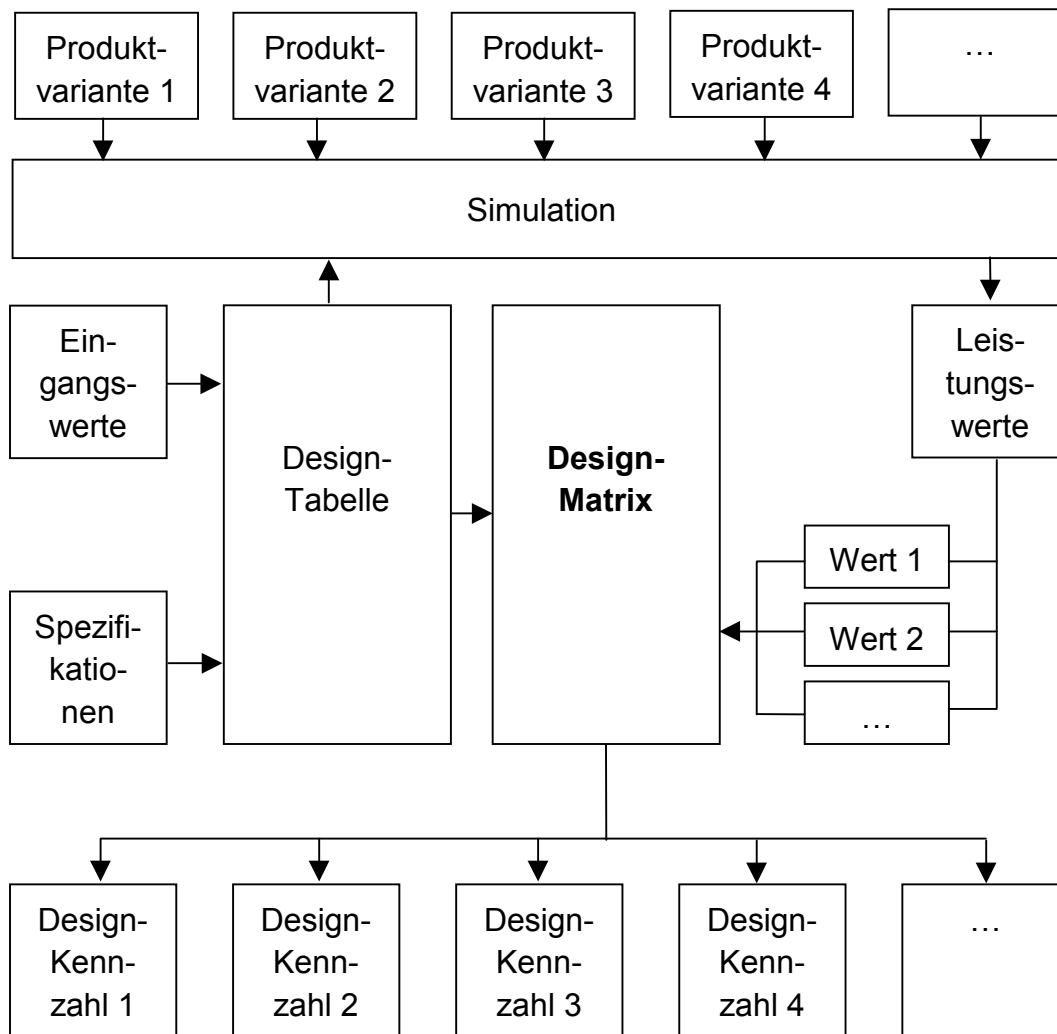 Produkt-
variante 1
Produkt-
variante 2
Produkt-
variante 3
Produkt-
variante 4
...
Simulation
Ein-
gangs-
werte
Design-
Tabelle
Design-
Matrix
Leis-
tungs-
werte
Wert 1
Wert 2
...
Spezifi-
katio-
nen
Design-
Kenn-
zahl 1
Design-
Kenn-
zahl 2
Design-
Kenn-
zahl 3
Design-
Kenn-
zahl 4
...